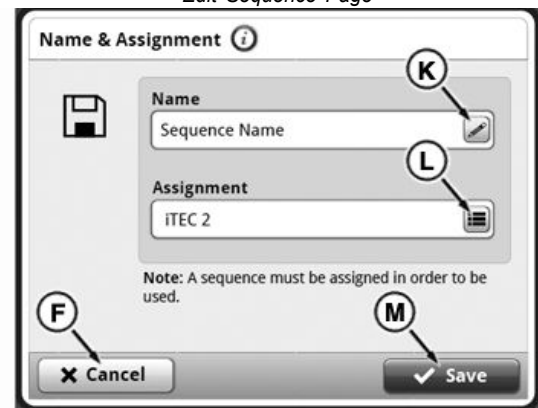 Edit Sequence Page
Name & Assignment i
K
Name
Sequence Name
L
Assignment
iTEC 2
Note: A sequence must be assigned in order to be
used.
F
M
Cancel
Save